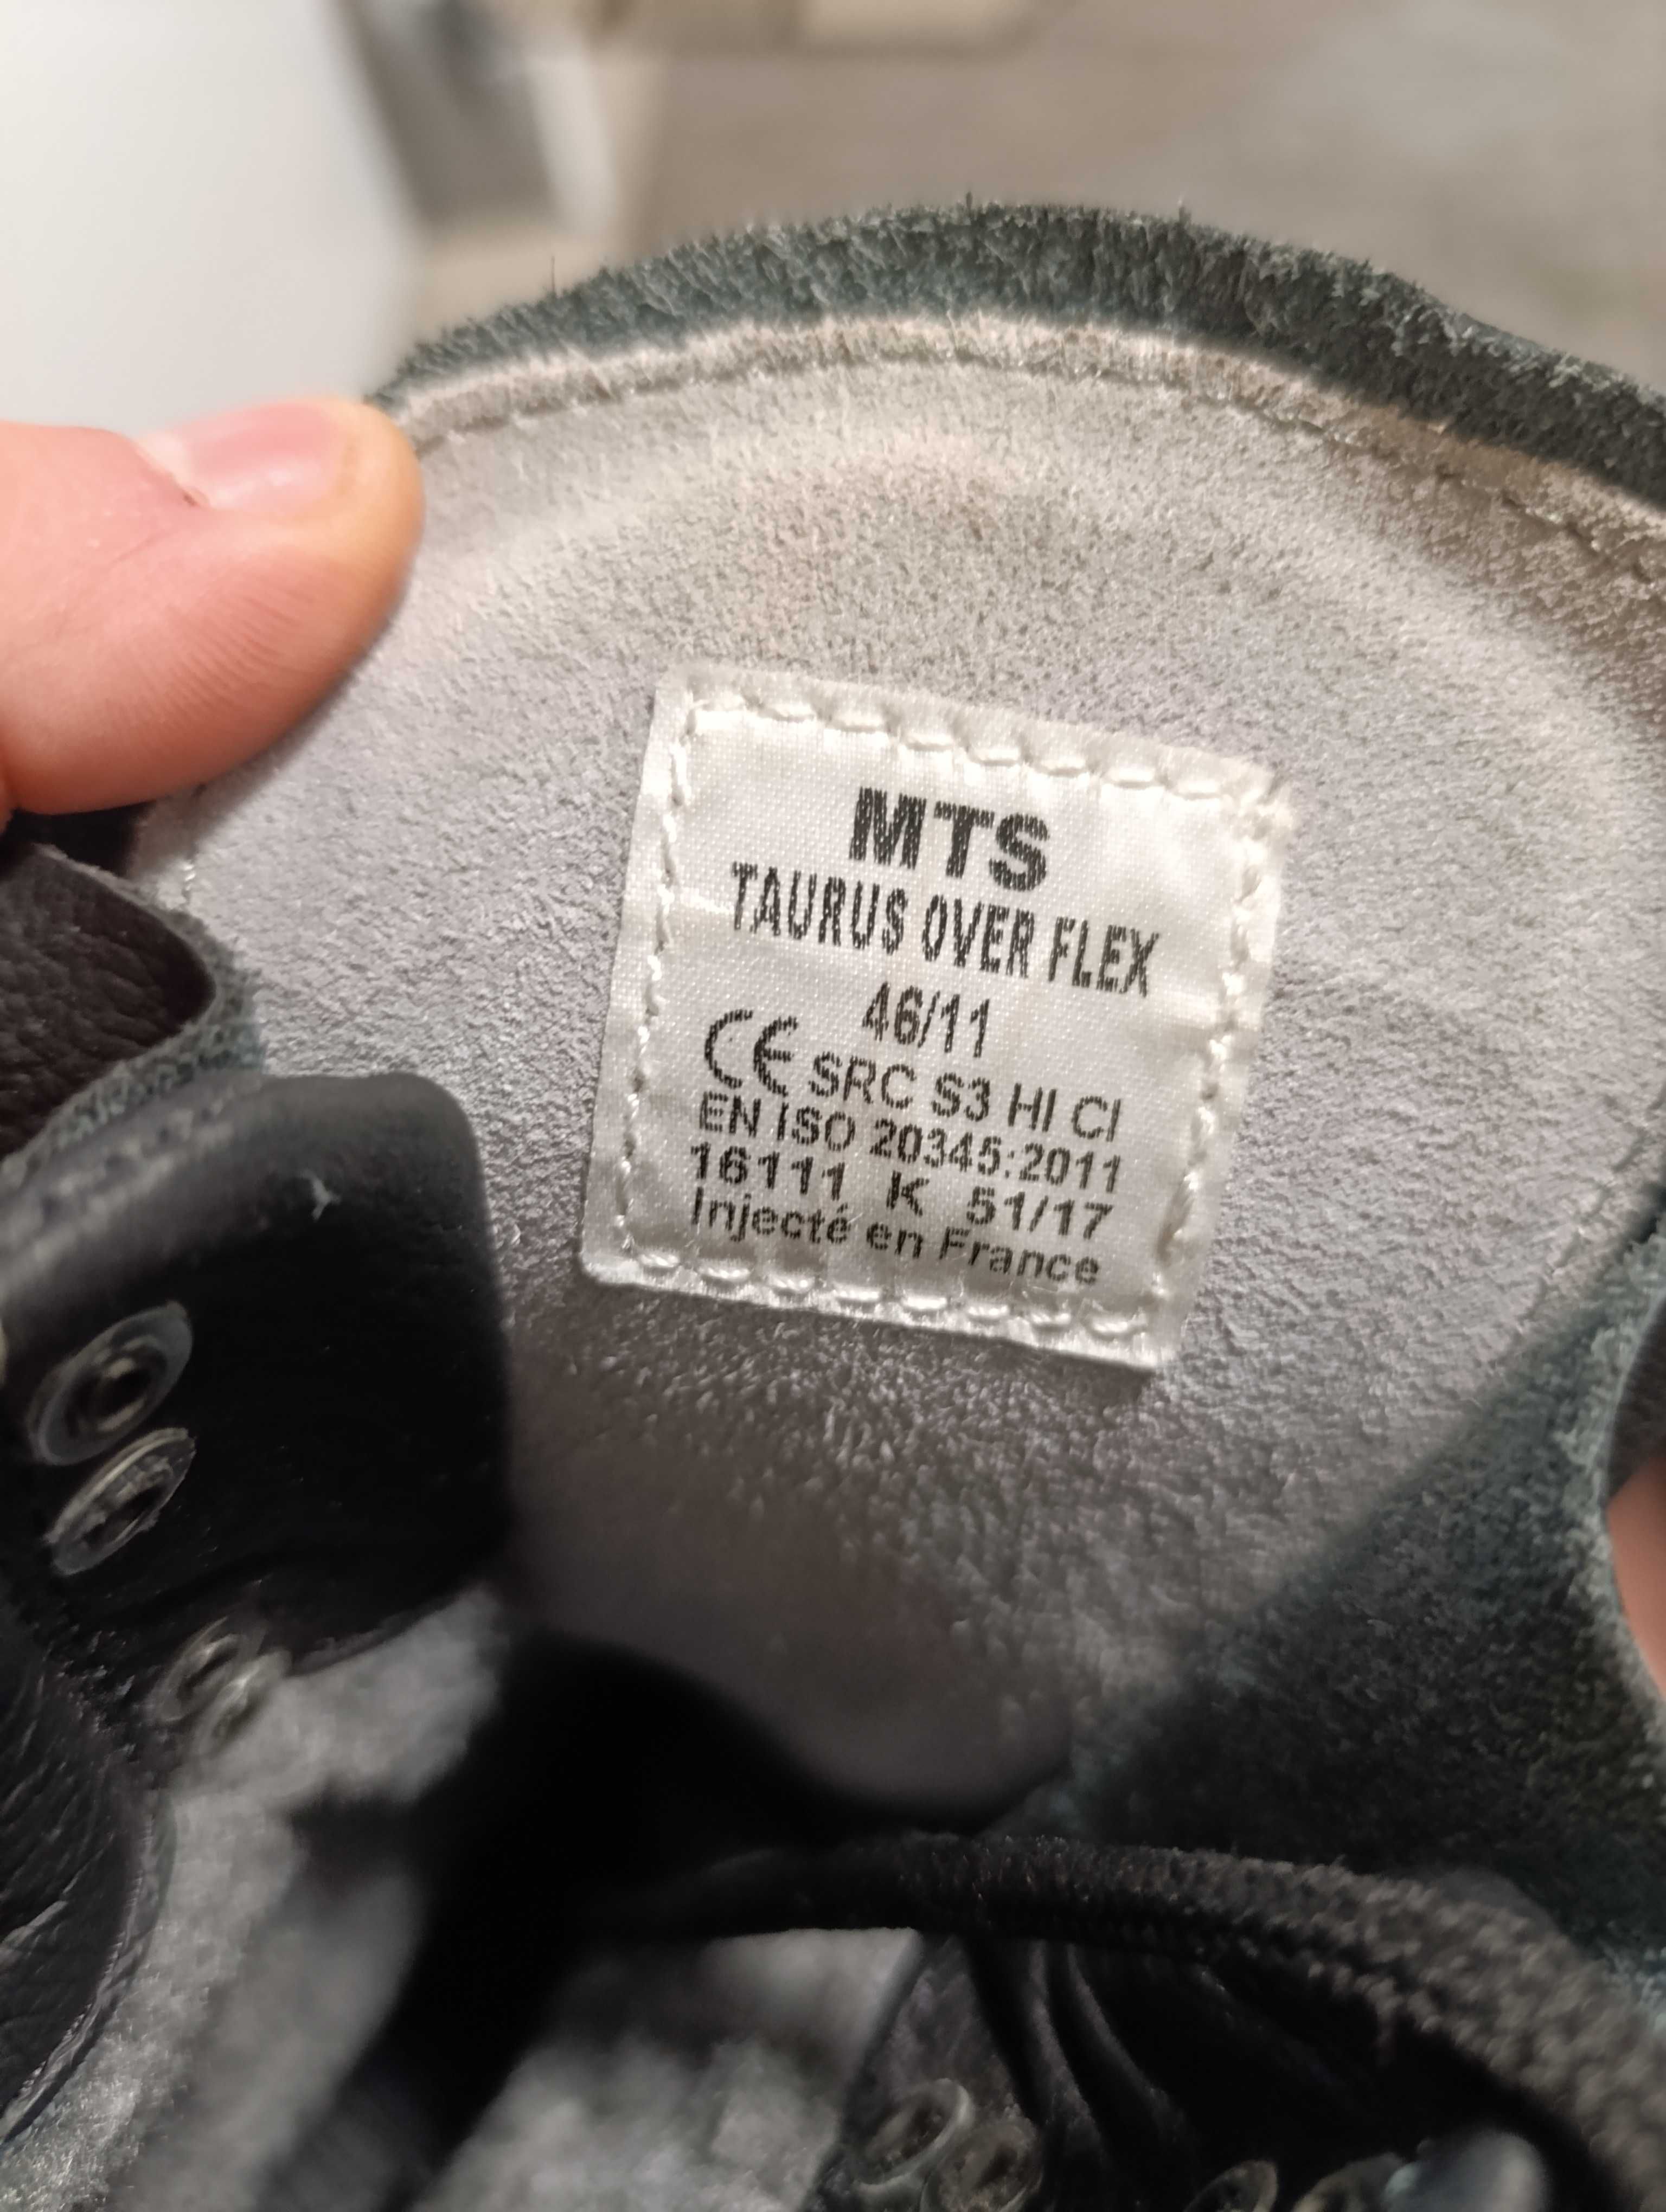 MTS
TAURUS OVER FLEX
46/11
CE SRC S3 HI CI
EN ISO 20345:2011
16111 K 51/17
Injecté en France